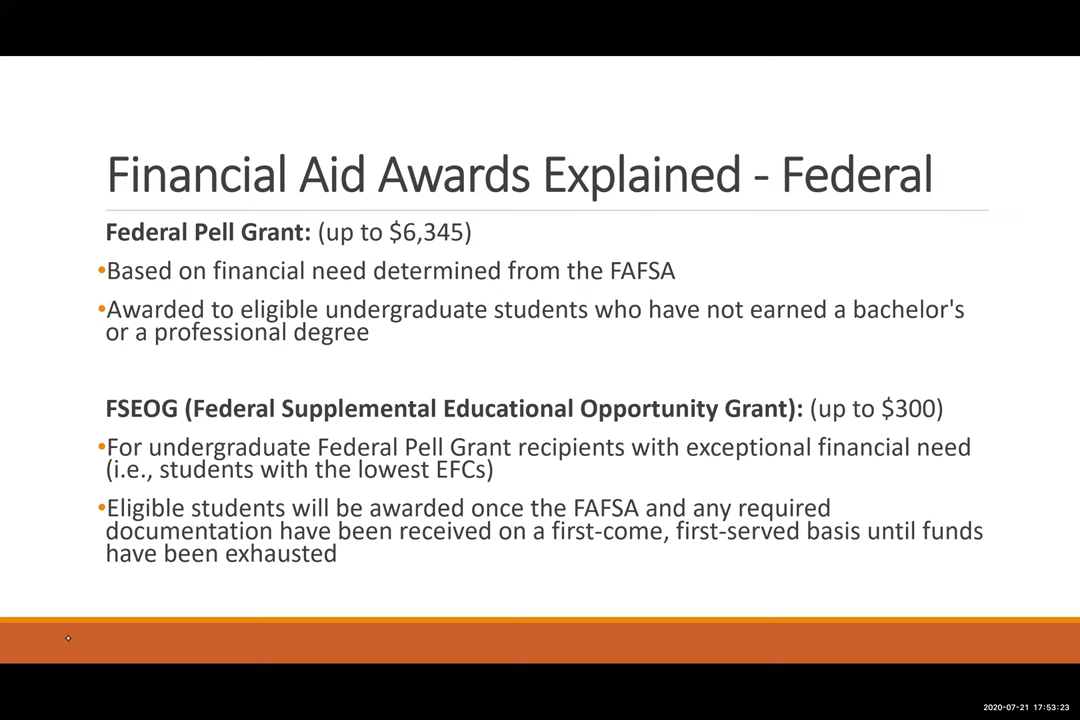 Financial Aid Awards Explained - Federal
Federal Pell Grant: (up to $6,345)
•Based on financial need determined from the FAFSA
•Awarded to eligible undergraduate students who have not earned a bachelor's
or a professional degree
FSEOG (Federal Supplemental Educational Opportunity Grant): (up to $300)
•For undergraduate Federal Pell Grant recipients with exceptional financial need
(i.e., students with the lowest EFCs)
•Eligible students will be awarded once the FAFSA and any required
documentation have been received on a first-come, first-served basis until funds
have been exhausted
2020-07-21 17:53:23